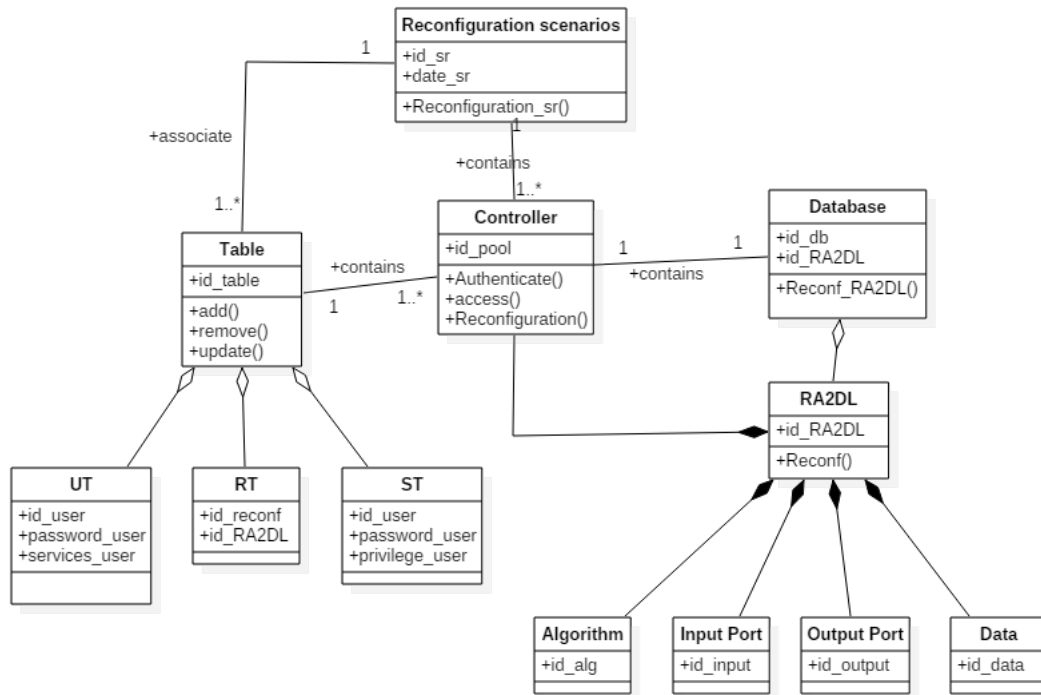 Reconfiguration scenarios
+id_sr
+date_sr
+Reconfiguration_sr()
1
1
+associate
+contains
1..*
1..*
Table
+id_table
+add()
+remove()
+update()
+contains
1
1..*
Controller
+id_pool
+Authenticate()
+access()
+Reconfiguration()
1
1
+contains
Database
+id_db
+id_RA2DL
+Reconf_RA2DL()
RA2DL
+id_RA2DL
+Reconf()
UT
+id_user
+password_user
+services_user
RT
+id_reconf
+id_RA2DL
ST
+id_user
+password_user
+privilege_user
Algorithm
+id_alg
Input Port
+id_input
Output Port
+id_output
Data
+id_data